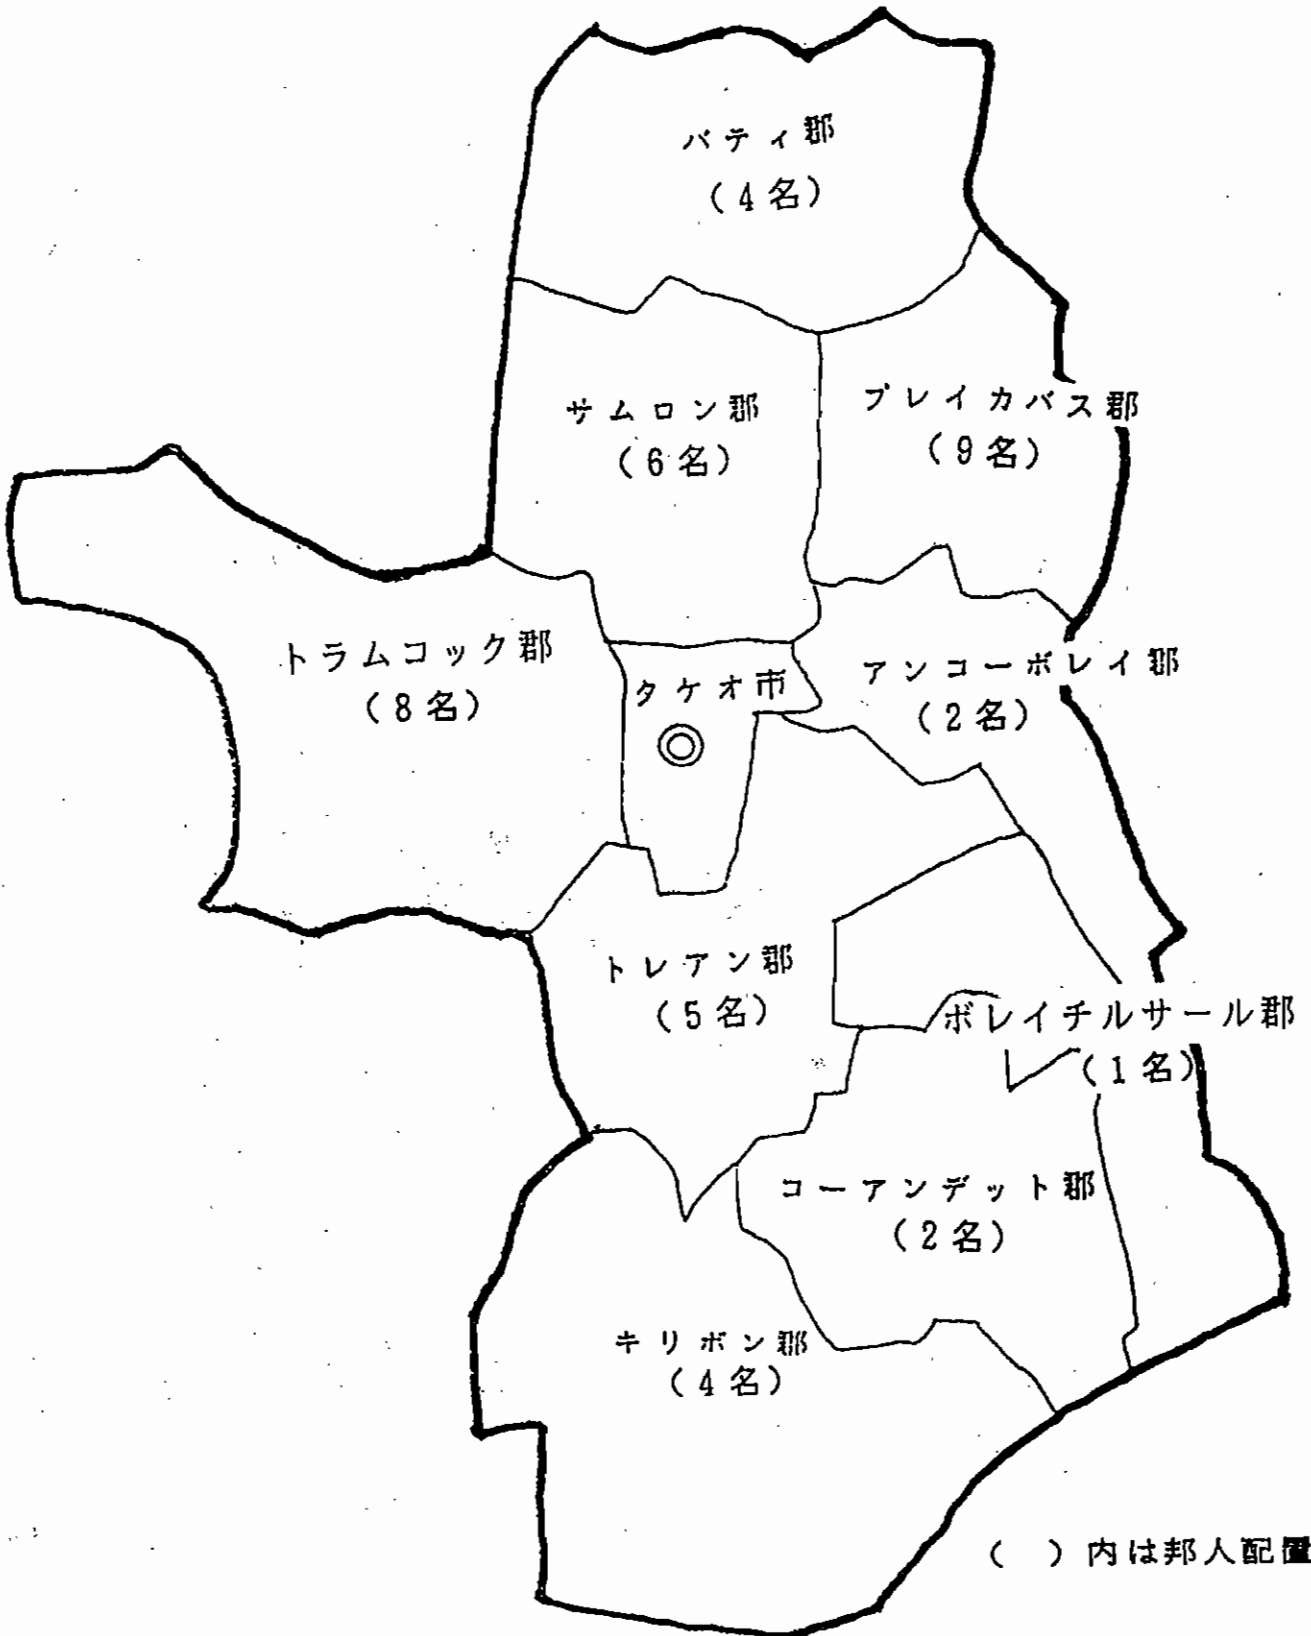 バティ郡
(4名)
サムロン郡
(6名)
プレイカバス郡
(9名)
トラムコック郡
(8名)
タケオ市
アンコーボレイ郡
(2名)
トレアン郡
(5名)
ボレイチルサール郡
(1名)
コーアンデット郡
(2名)
キリボン郡
(4名)
( )内は邦人配置